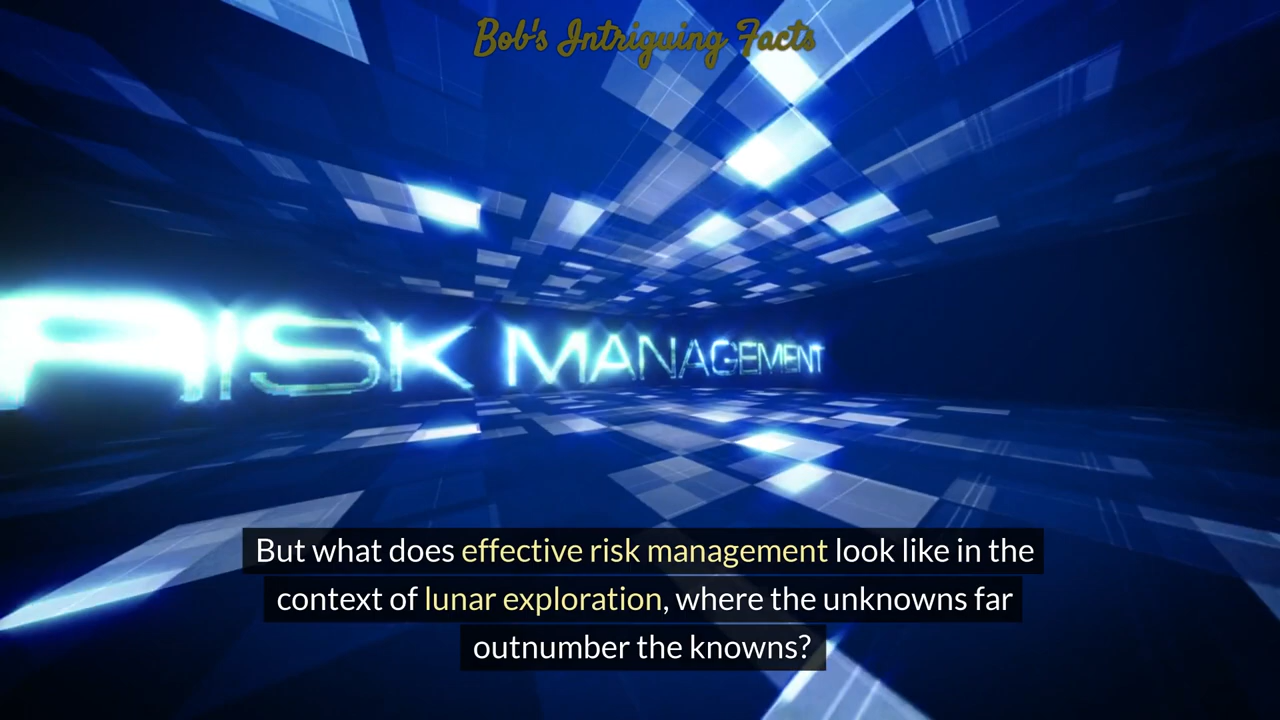 Bob's Intriguing Facts
RISK MANAGEMENT
But what does effective risk management look like in the
context of lunar exploration, where the unknowns far
outnumber the knowns?